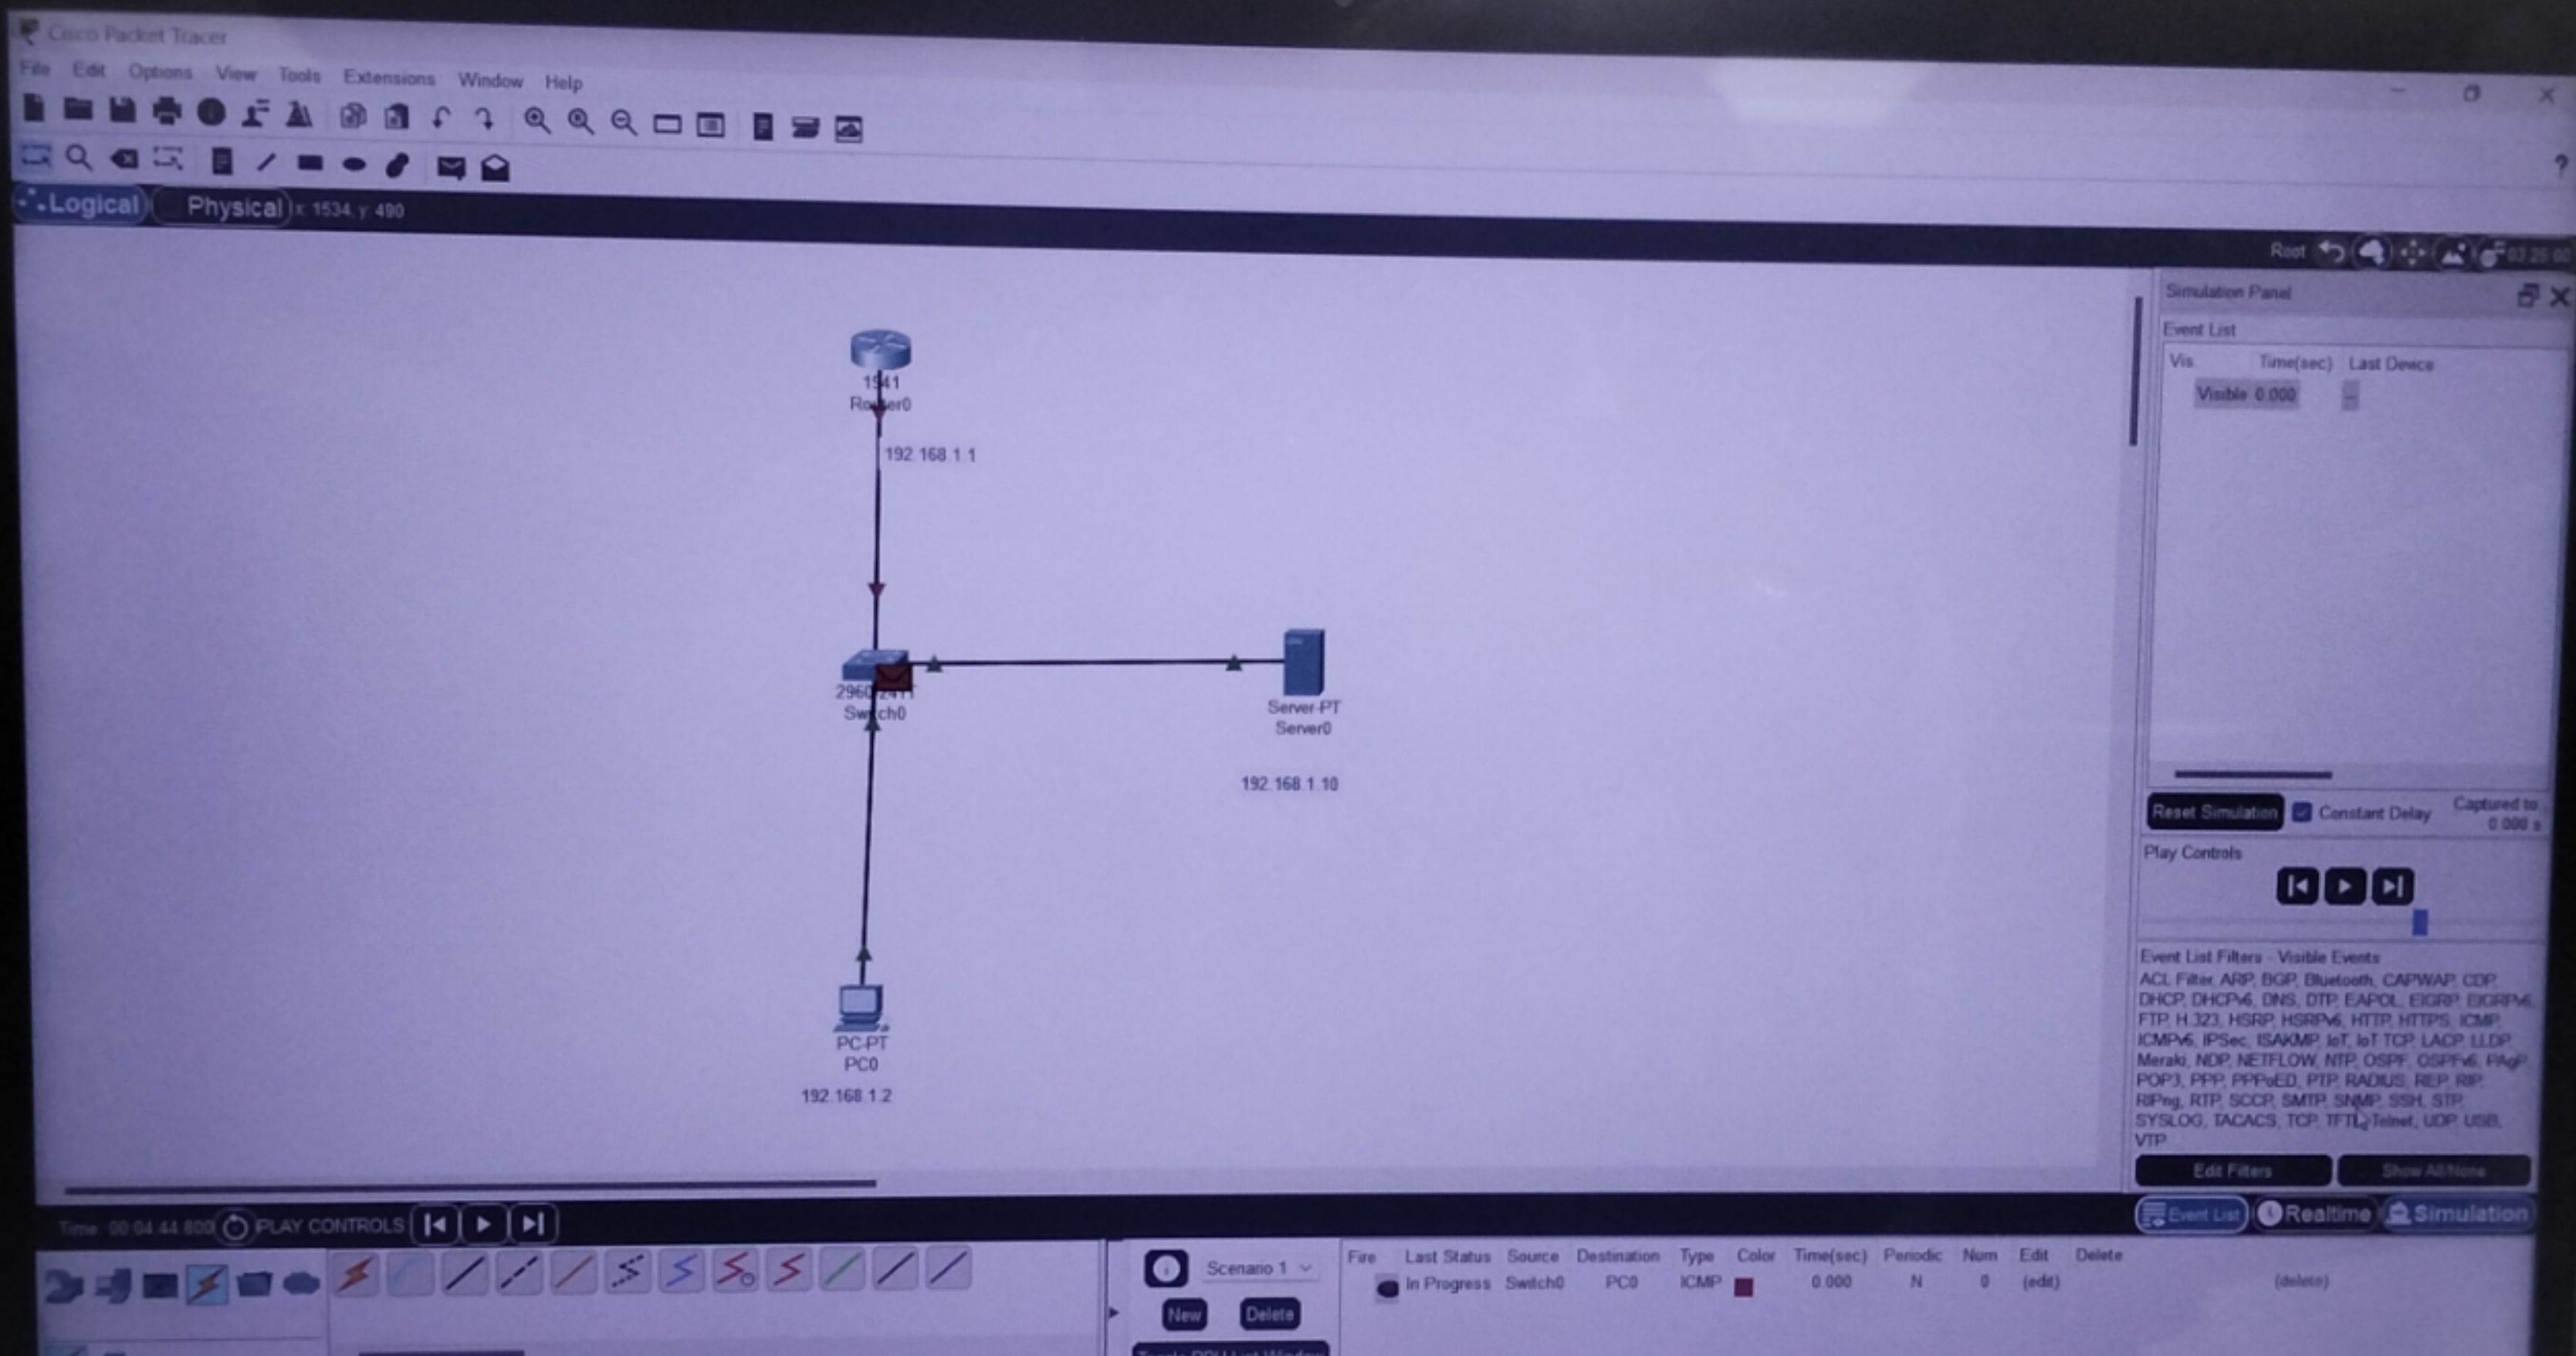 Cisco Packet Tracer
File Edit Options View Tools Extensions Window Help
?
Logical Physical x: 1534, y: 490
Root
Simulation Panel
Event List
Vis. Time(sec) Last Device
Visible 0.000 --
1941
Router0
192.168.1.1
Switch0
Server-PT
Server0
192.168.1.10
PC-PT
PC0
192.168.1.2
Reset Simulation Constant Delay Captured to
0.000 s
Play Controls
Event List Filters - Visible Events
ACL Filter, ARP, BGP, Bluetooth, CAPWAP, CDP,
DHCP, DHCPv6, DNS, DTP, EAPOL, EIGRP, EIGRPv6,
FTP, H.323, HSRP, HSRPv6, HTTP, HTTPS, ICMP,
ICMPv6, IPSec, ISAKMP, IoT, IoT TCP, LACP, LLDP,
Meraki, NDP, NETFLOW, NTP, OSPF, OSPFv6, PAgP,
POP3, PPP, PPPoED, PTP, RADIUS, REP, RIP,
RIPng, RTP, SCCP, SMTP, SNMP, SSH, STP,
SYSLOG, TACACS, TCP, TFTP, Telnet, UDP, USB,
VTP
Edit Filters Show All/None
Time: 00:04:44.800 PLAY CONTROLS
Event List Realtime Simulation
Scenario 1
New Delete
Fire Last Status Source Destination Type Color Time(sec) Periodic Num Edit Delete
In Progress Switch0 PC0 ICMP 0.000 N 0 (edit) (delete)